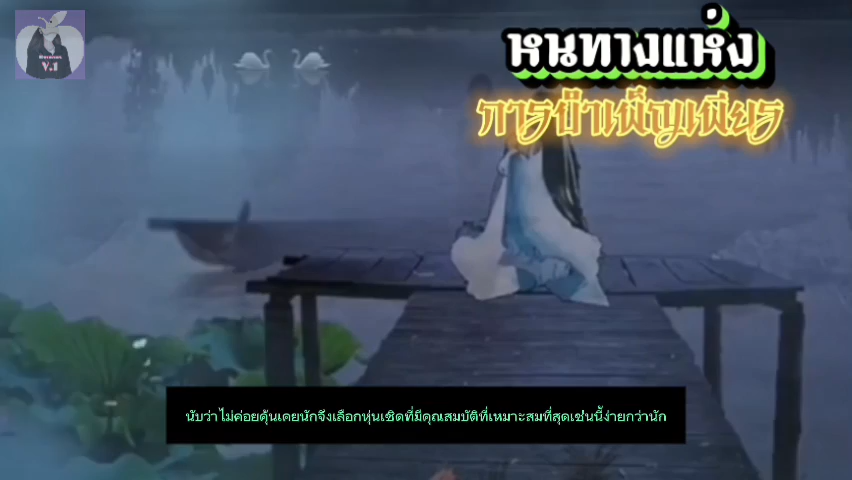 หนทางแห่ง
การบำเพ็ญเพียร
V.1
นับว่าไม่ค่อยคุ้นเคยนักจึงเลือกหุ่นเชิดที่มีคุณสมบัติที่เหมาะสมที่สุดเช่นนี้ง่ายกว่านัก